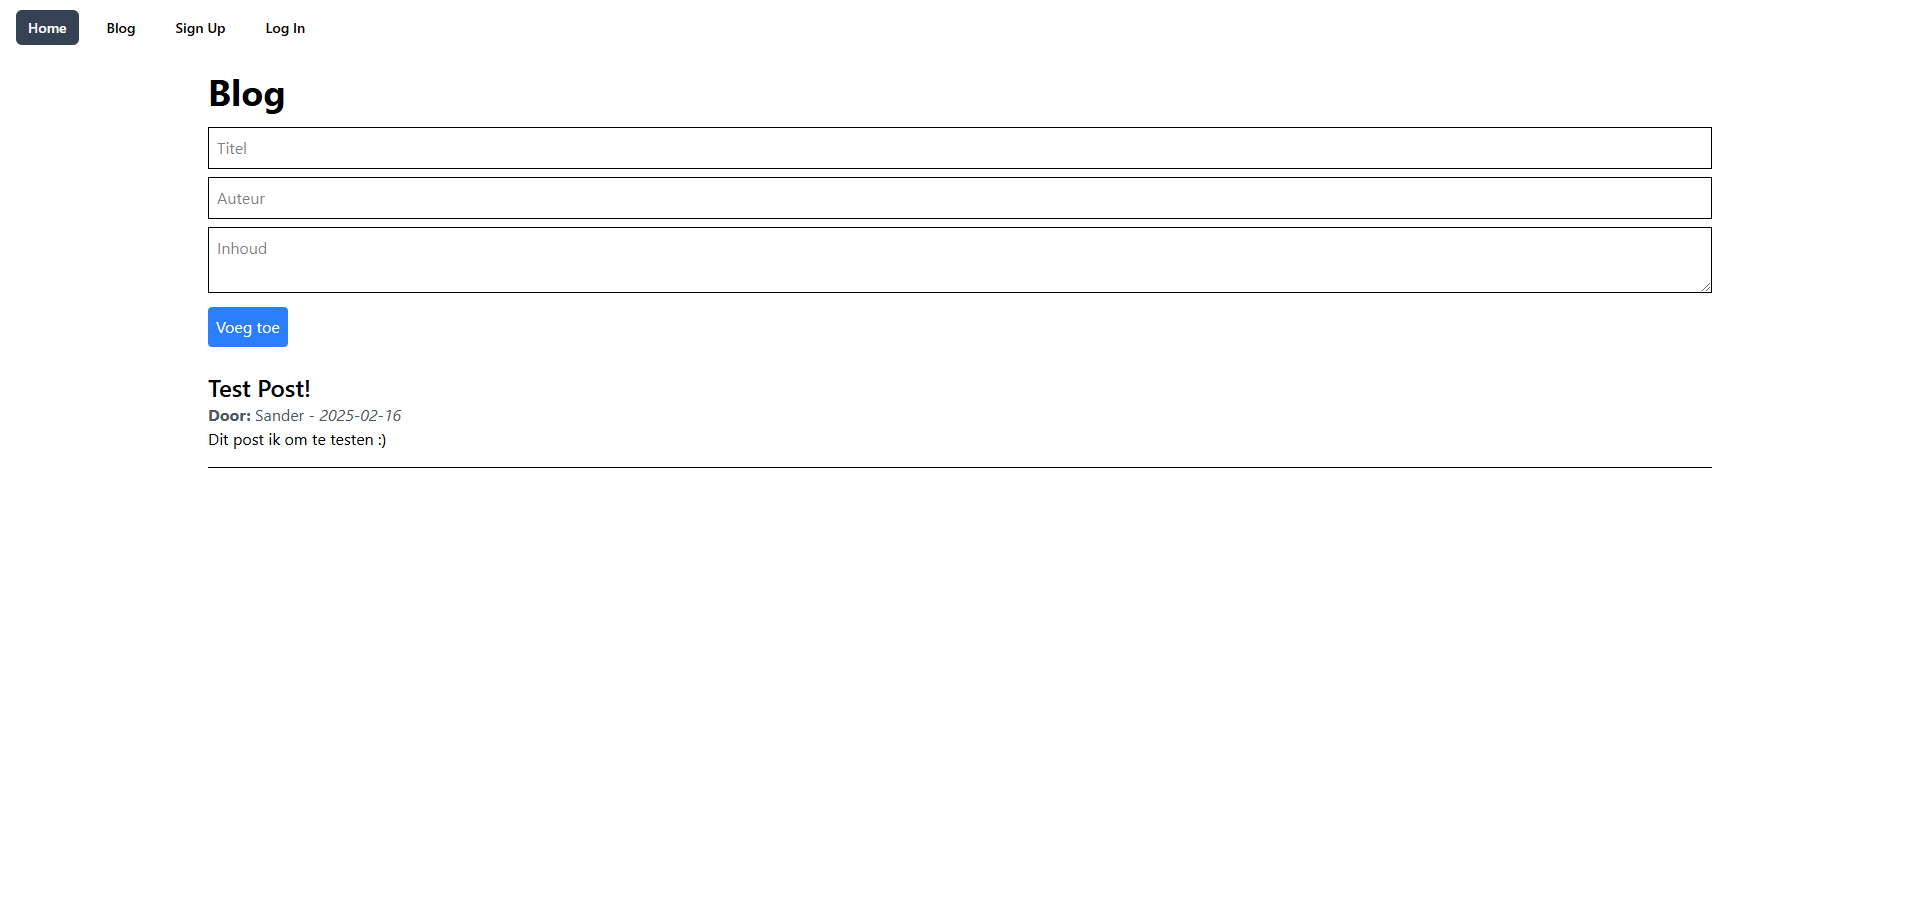 Home Blog Sign Up Log In
Blog
Titel
Auteur
Inhoud
Voeg toe
Test Post!
Door: Sander - 2025-02-16
Dit post ik om te testen :)